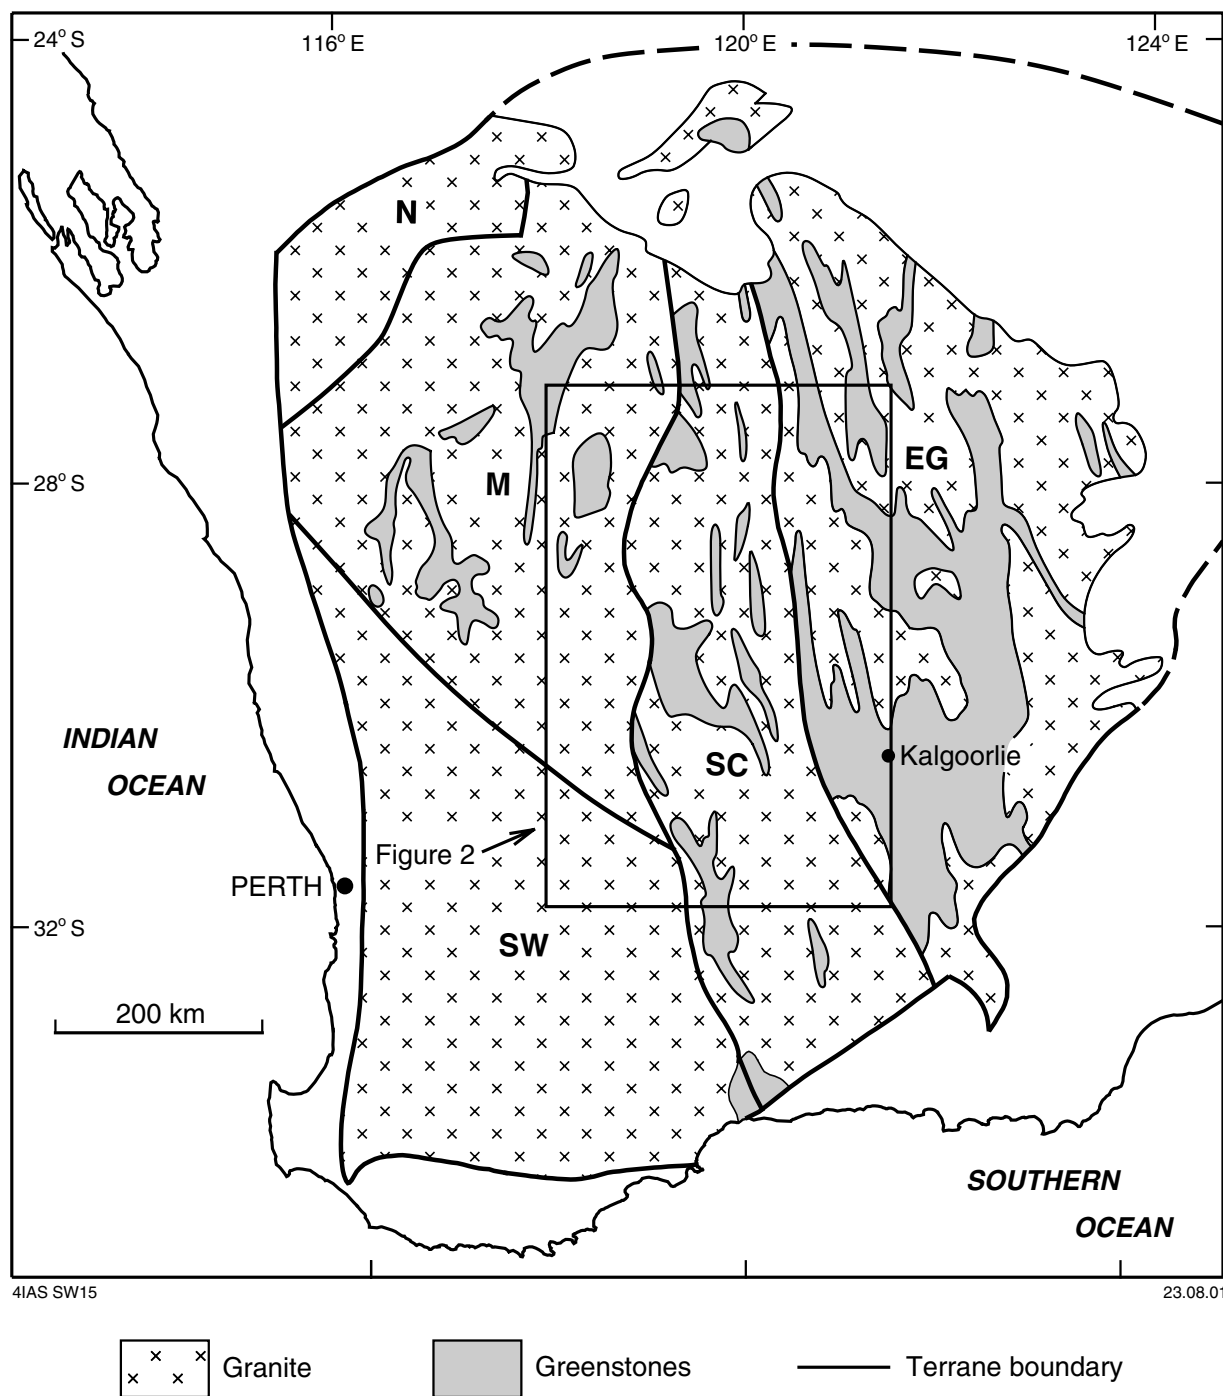 24° S
116° E
120° E
124° E
N
EG
M
28° S
INDIAN
OCEAN
SC
Kalgoorlie
Figure 2
PERTH
32° S
SW
200 km
SOUTHERN
OCEAN
4IAS SW15
23.08.01
Granite
Greenstones
Terrane boundary